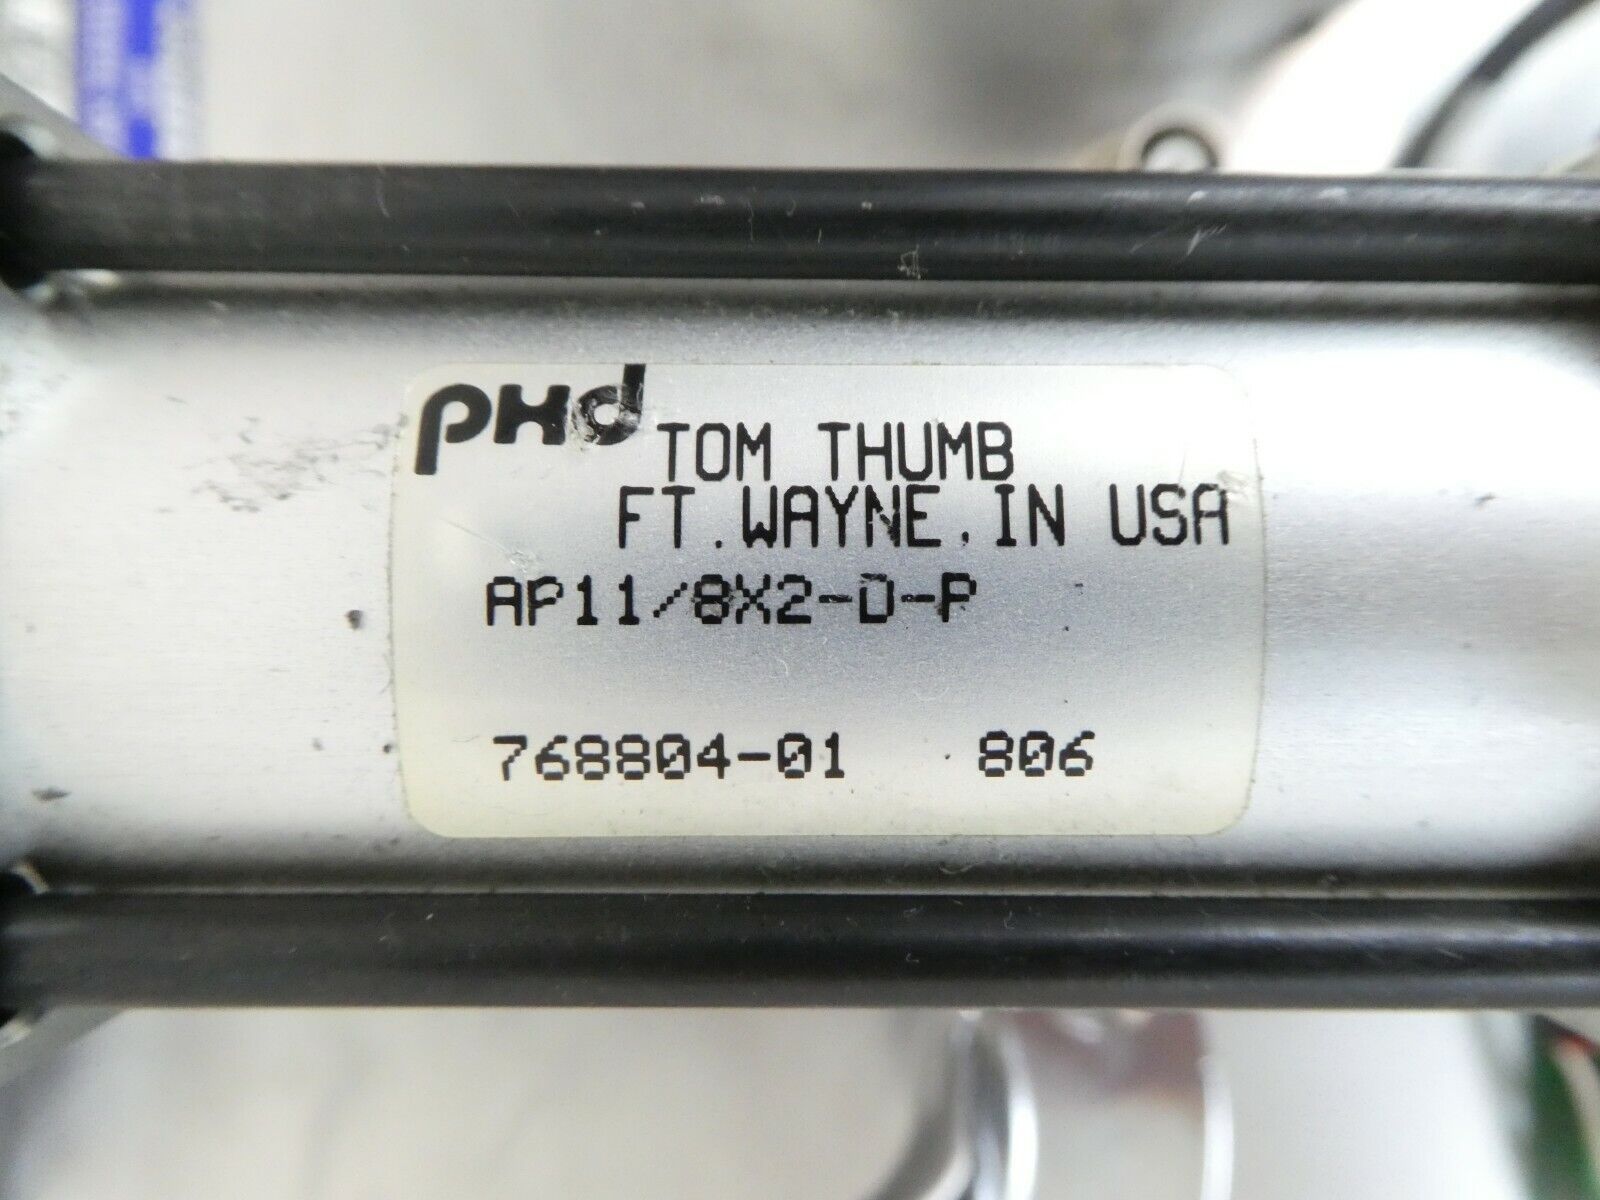 pHd TOM THUMB
FT. WAYNE, IN USA
AP11/8X2-D-P
768804-01 806